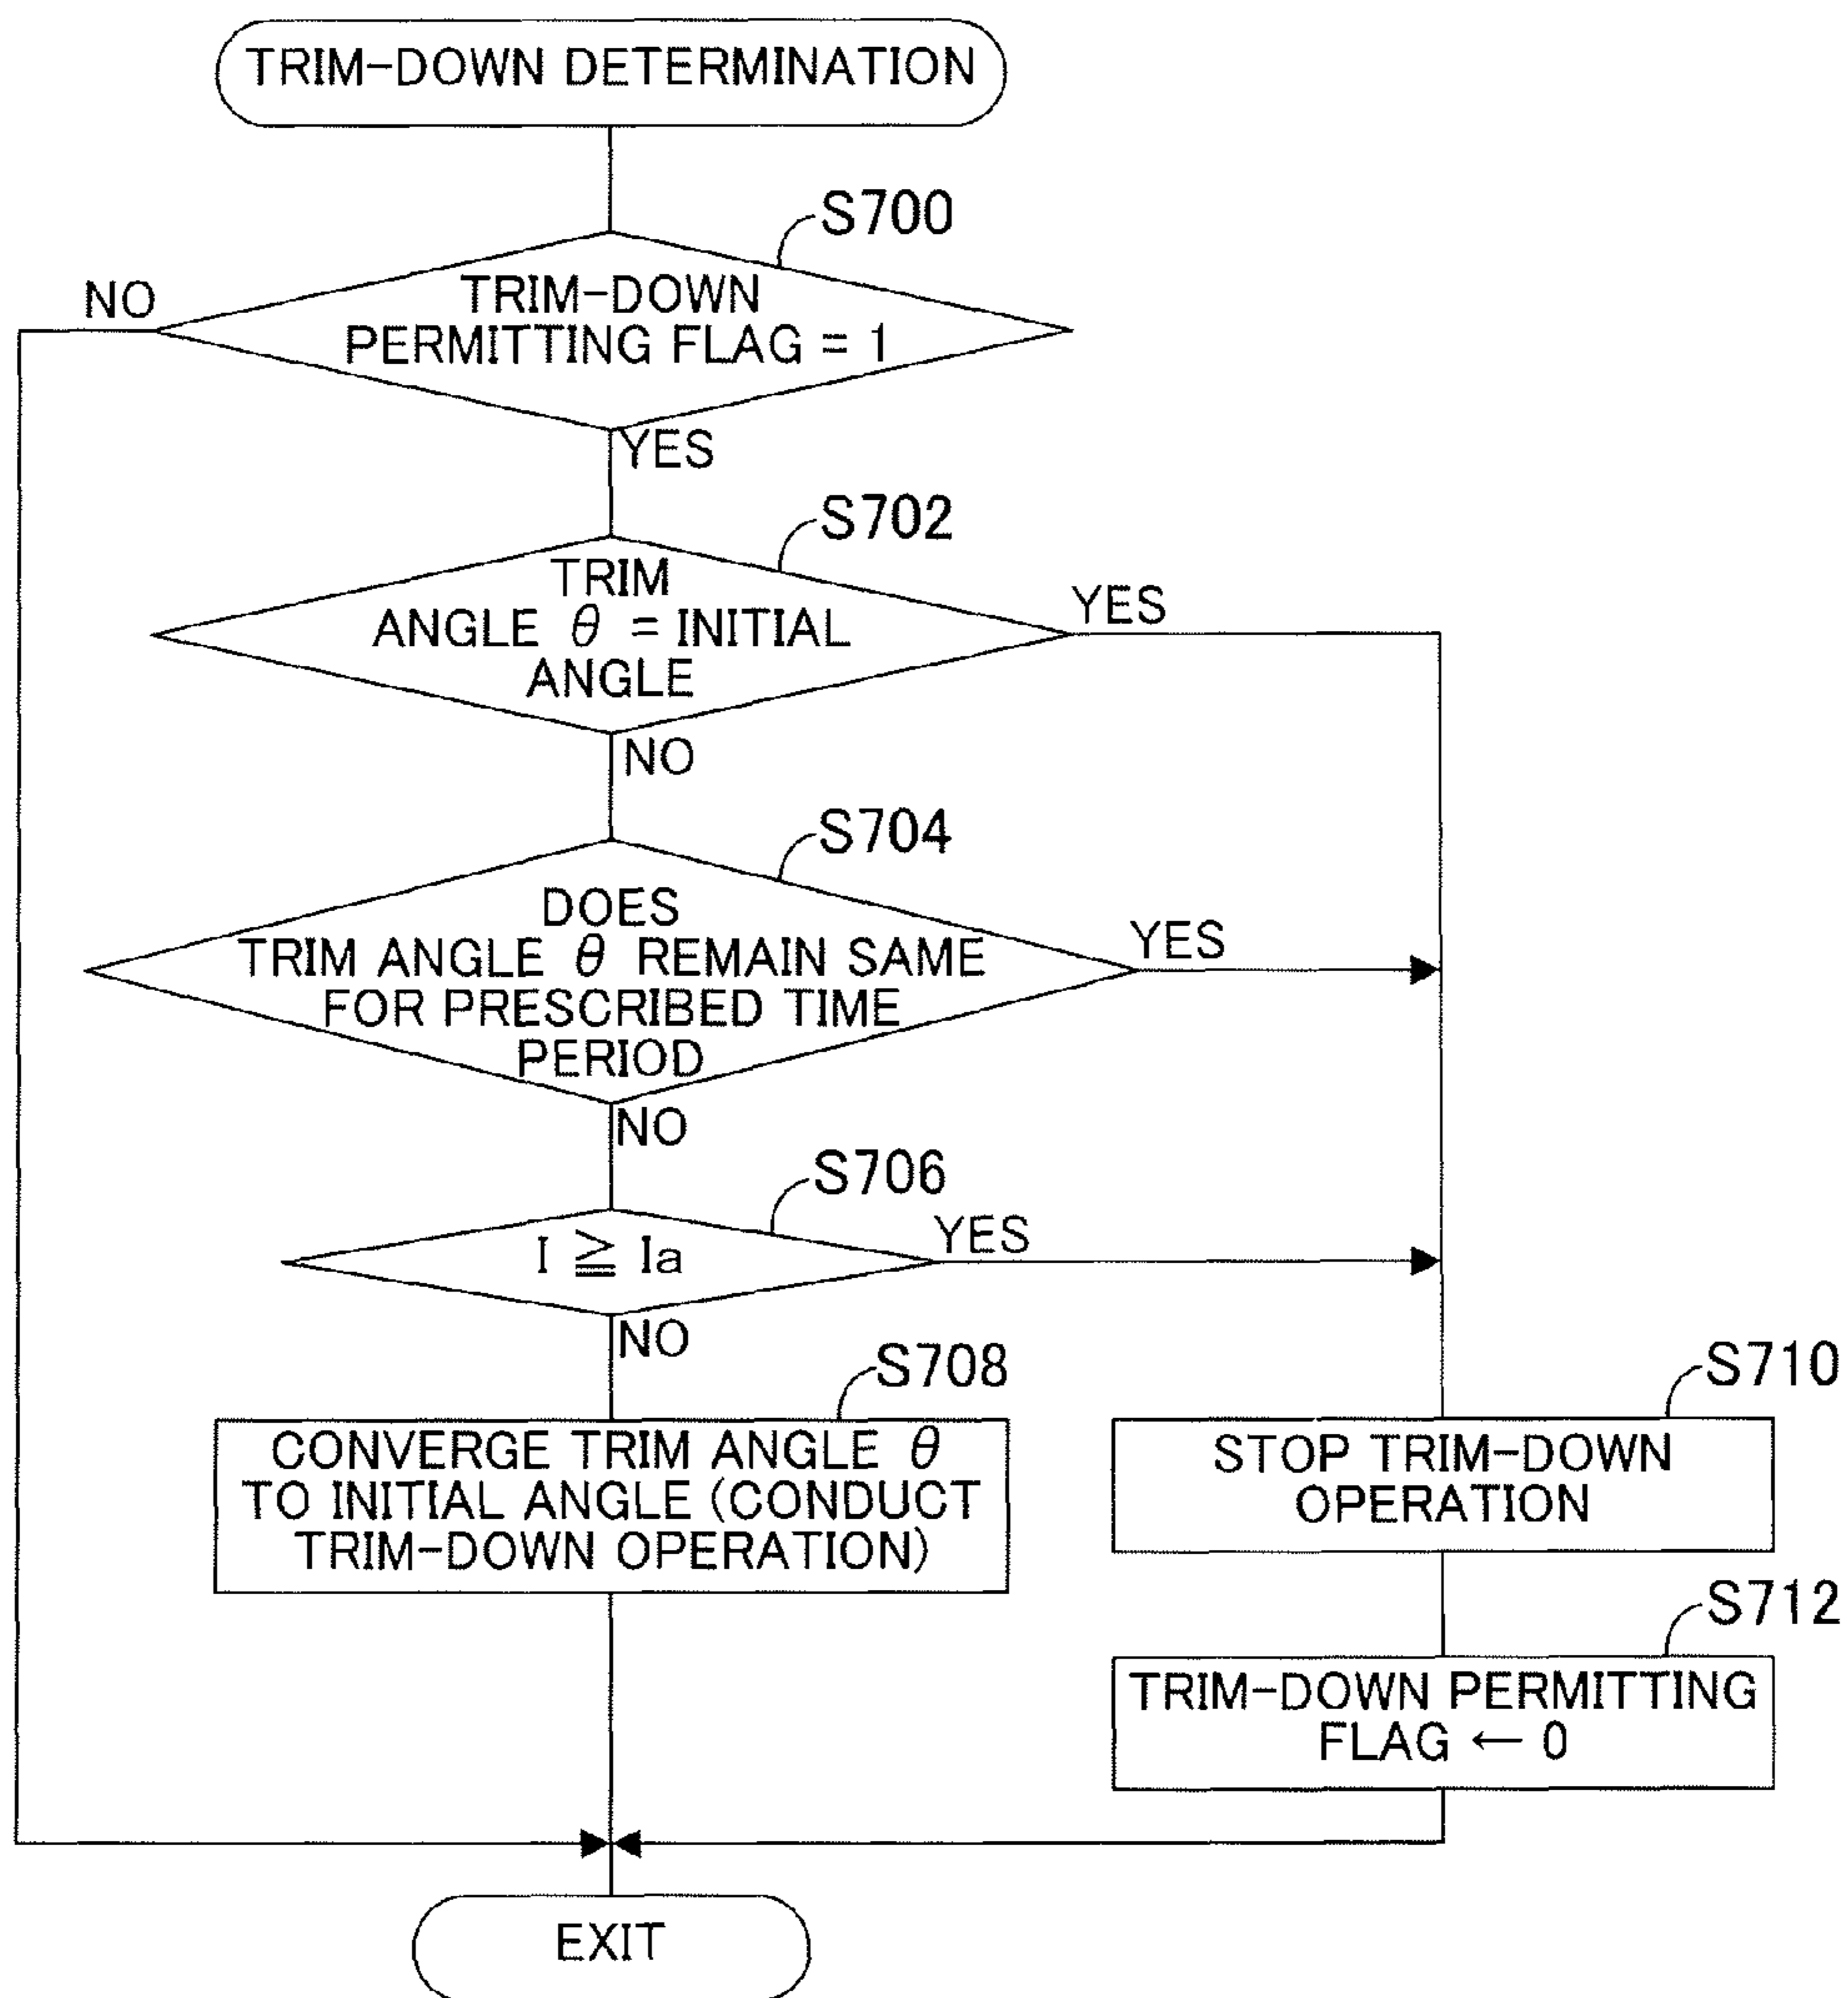 TRIM-DOWN DETERMINATION
S700
NO
TRIM-DOWN
PERMITTING FLAG = 1
YES
S702
TRIM
ANGLE θ = INITIAL
ANGLE
YES
NO
S704
DOES
TRIM ANGLE θ REMAIN SAME
FOR PRESCRIBED TIME
PERIOD
YES
NO
S706
I ≧ Ia
YES
NO
S708
CONVERGE TRIM ANGLE θ
TO INITIAL ANGLE (CONDUCT
TRIM-DOWN OPERATION)
S710
STOP TRIM-DOWN
OPERATION
S712
TRIM-DOWN PERMITTING
FLAG ← 0
EXIT